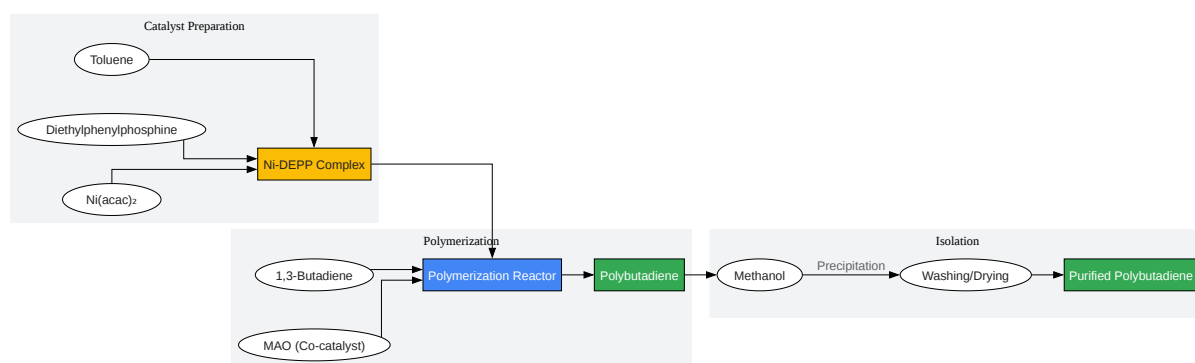 Catalyst Preparation
Toluene
Diethylphenylphosphine
Ni-DEPP Complex
Ni(acac)₂
Polymerization
Isolation
1,3-Butadiene
Polymerization Reactor
Polybutadiene
Methanol
Precipitation
Washing/Drying
Purified Polybutadiene
MAO (Co-catalyst)